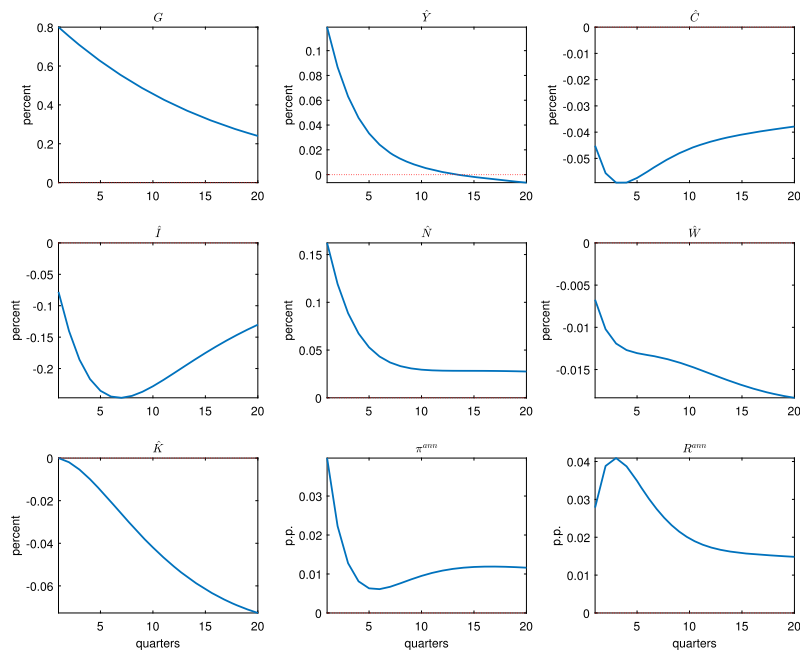 G
Ŷ
Ĉ
percent
0.8
0.6
0.4
0.2
0
5 10 15 20
percent
0.1
0.08
0.06
0.04
0.02
0
5 10 15 20
percent
0
-0.01
-0.02
-0.03
-0.04
-0.05
5 10 15 20
Î
N̂
Ŵ
percent
0
-0.05
-0.1
-0.15
-0.2
5 10 15 20
percent
0.15
0.1
0.05
0
5 10 15 20
percent
0
-0.005
-0.01
-0.015
5 10 15 20
K̂
π^ann
R^ann
percent
0
-0.02
-0.04
-0.06
5 10 15 20
quarters
p.p.
0.03
0.02
0.01
0
5 10 15 20
quarters
p.p.
0.04
0.03
0.02
0.01
0
5 10 15 20
quarters